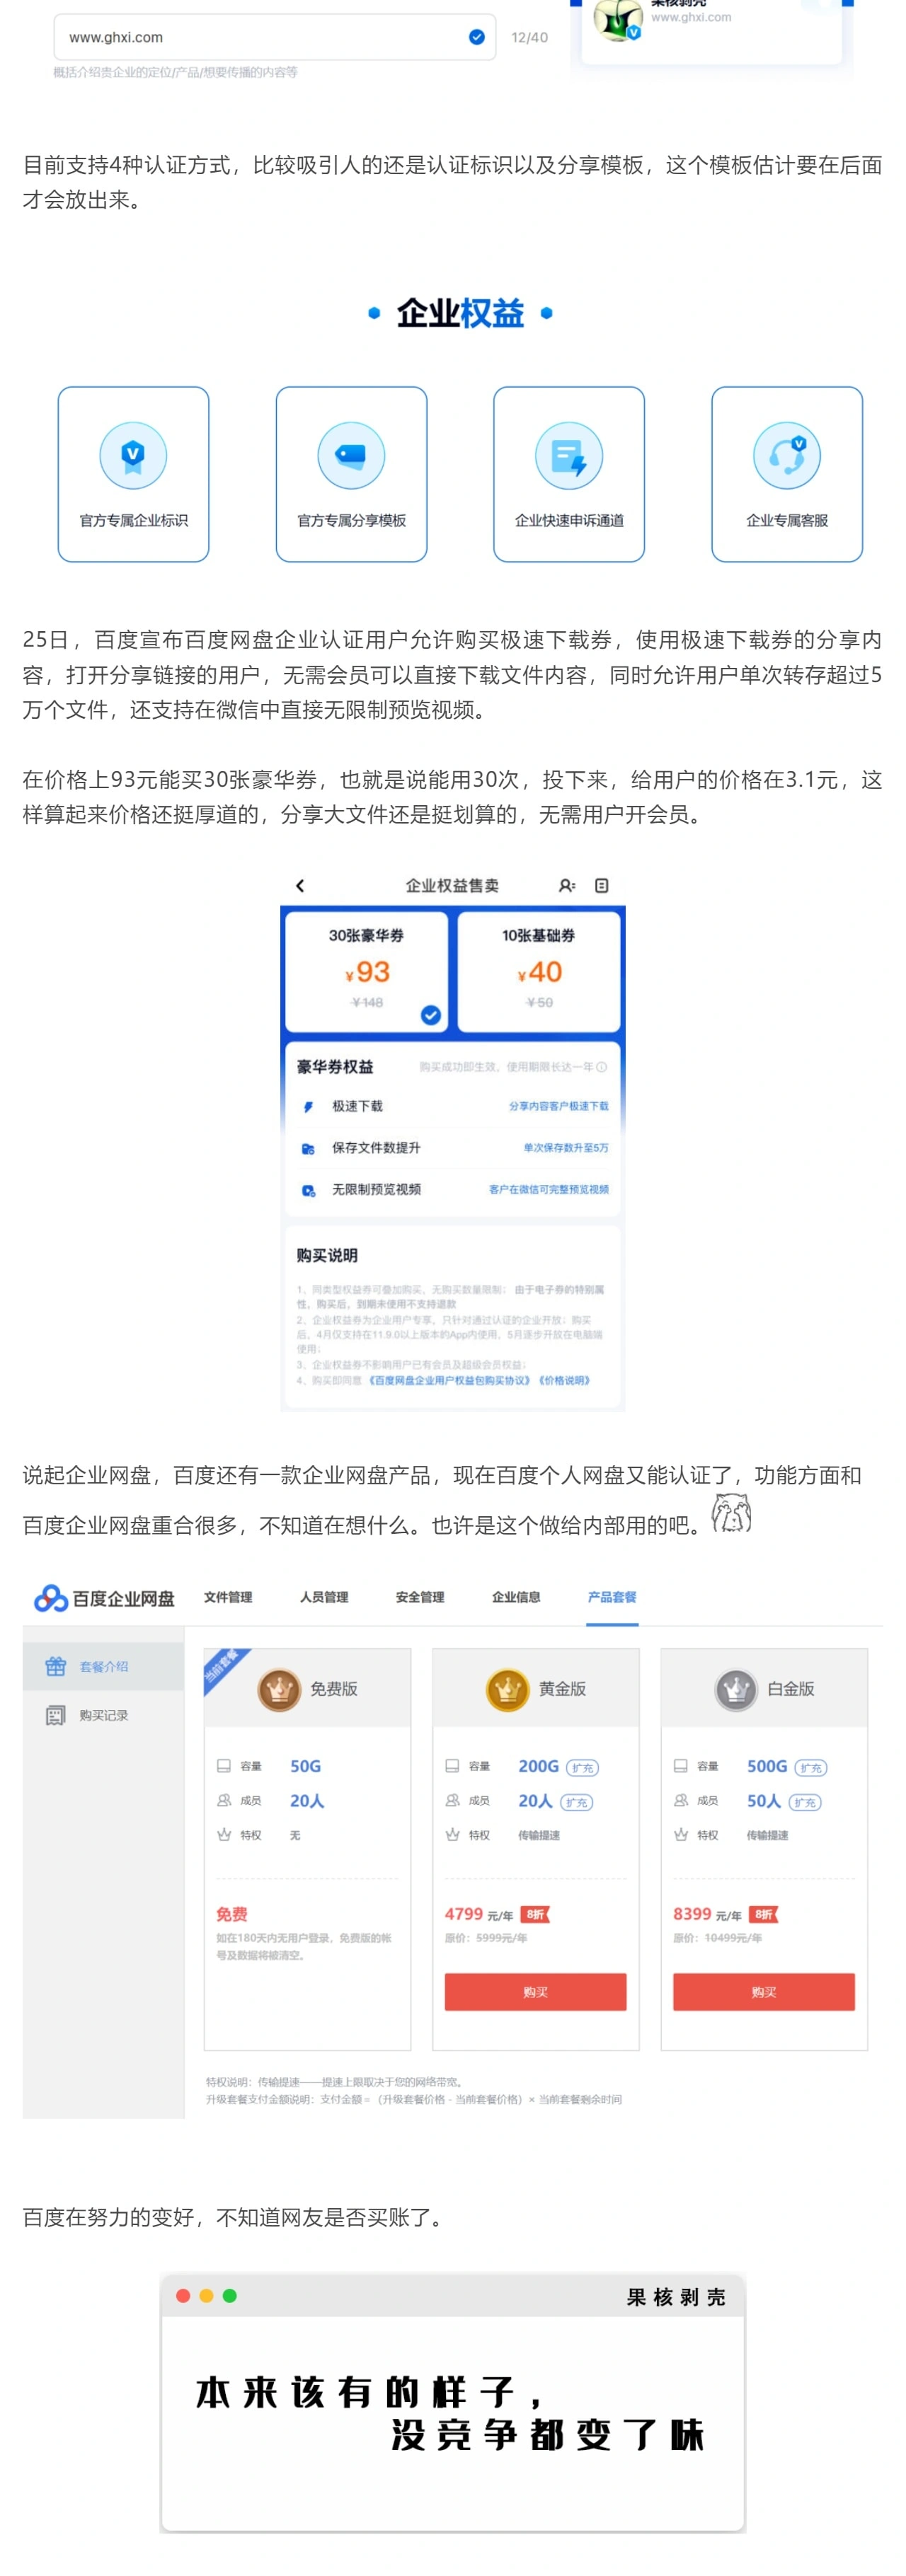 果核剥壳
www.ghxi.com
www.ghxi.com
12/40
概括介绍贵企业的定位/产品/想要传播的内容等
目前支持4种认证方式，比较吸引人的还是认证标识以及分享模板，这个模板估计要在后面
才会放出来。
企业权益
官方专属企业标识
官方专属分享模板
企业快速申诉通道
企业专属客服
25日，百度宣布百度网盘企业认证用户允许购买极速下载券，使用极速下载券的分享内
容，打开分享链接的用户，无需会员可以直接下载文件内容，同时允许用户单次转存超过5
万个文件，还支持在微信中直接无限制预览视频。
在价格上93元能买30张豪华券，也就是说能用30次，投下来，给用户的价格在3.1元，这
样算起来价格还挺厚道的，分享大文件还是挺划算的，无需用户开会员。
企业权益售卖
30张豪华券
¥93
¥148
10张基础券
¥40
¥50
豪华券权益
购买成功即生效，使用期限长达一年
极速下载
分享内容客户极速下载
保存文件数提升
单次保存数升至5万
无限制预览视频
客户在微信可完整预览视频
购买说明
1、同类型权益券可叠加购买，无购买数量限制；由于电子券的特别属
性，购买后，到期未使用不支持退款
2、企业权益券为企业用户专享，只针对通过认证的企业开放；购买
后，4月仅支持在11.9.0以上版本的App内使用，5月逐步开放在电脑端
使用；
3、企业权益券不影响用户已有会员及超级会员权益；
4、购买即同意《百度网盘企业用户权益包购买协议》《价格说明》
说起企业网盘，百度还有一款企业网盘产品，现在百度个人网盘又能认证了，功能方面和
百度企业网盘重合很多，不知道在想什么。也许是这个做给内部用的吧。
百度企业网盘
文件管理
人员管理
安全管理
企业信息
产品套餐
套餐介绍
购买记录
当前套餐
免费版
容量 50G
成员 20人
特权 无
免费
如在180天内无用户登录，免费版的帐
号及数据将被清空。
黄金版
容量 200G 扩充
成员 20人 扩充
特权 传输提速
4799 元/年 8折
原价：5999元/年
购买
白金版
容量 500G 扩充
成员 50人 扩充
特权 传输提速
8399 元/年 8折
原价：10499元/年
购买
特权说明：传输提速——提速上限取决于您的网络带宽。
升级套餐支付金额说明：支付金额 = （升级套餐价格 - 当前套餐价格）× 当前套餐剩余时间
百度在努力的变好，不知道网友是否买账了。
果核剥壳
本来该有的样子，
没竞争都变了味